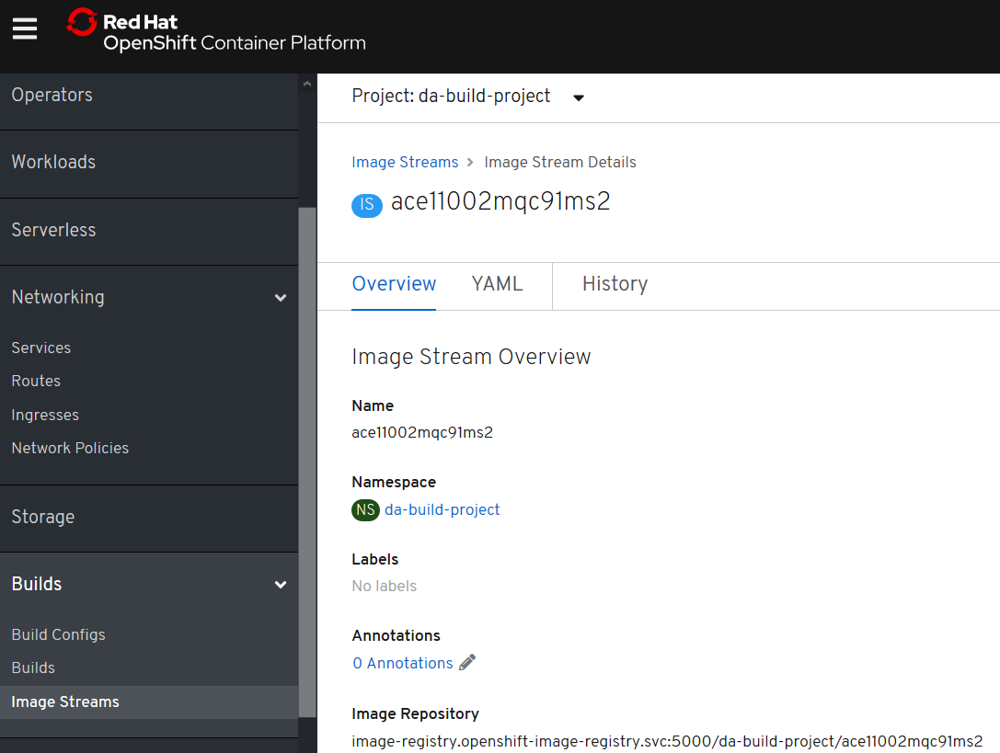 Red Hat
OpenShift Container Platform
Operators
Workloads
Serverless
Networking
Services
Routes
Ingresses
Network Policies
Storage
Builds
Build Configs
Builds
Image Streams
Project: da-build-project
Image Streams > Image Stream Details
IS ace11002mqc91ms2
Overview YAML History
Image Stream Overview
Name
ace11002mqc91ms2
Namespace
NS da-build-project
Labels
No labels
Annotations
0 Annotations
Image Repository
image-registry.openshift-image-registry.svc:5000/da-build-project/ace11002mqc91ms2